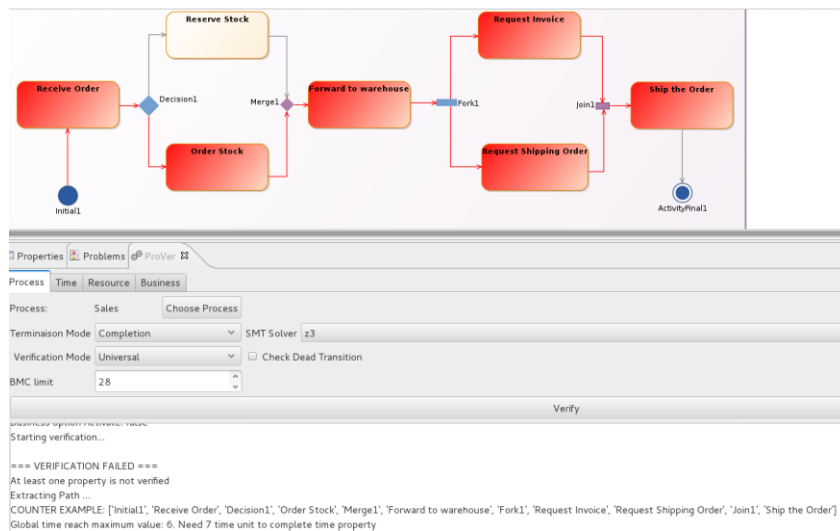 Reserve Stock
Request Invoice
Receive Order
Decision1
Merge1
Forward to warehouse
Fork1
Join1
Ship the Order
Order Stock
Request Shipping Order
Initial1
ActivityFinal1
Properties Problems ProVer
Process Time Resource Business
Process: Sales Choose Process
Terminaison Mode Completion SMT Solver z3
Verification Mode Universal Check Dead Transition
BMC limit 28
Verify
Business option Activate: false
Starting verification...
=== VERIFICATION FAILED ===
At least one property is not verified
Extracting Path ...
COUNTER EXAMPLE: ['Initial1', 'Receive Order', 'Decision1', 'Order Stock', 'Merge1', 'Forward to warehouse', 'Fork1', 'Request Invoice', 'Request Shipping Order', 'Join1', 'Ship the Order']
Global time reach maximum value: 6. Need 7 time unit to complete time property